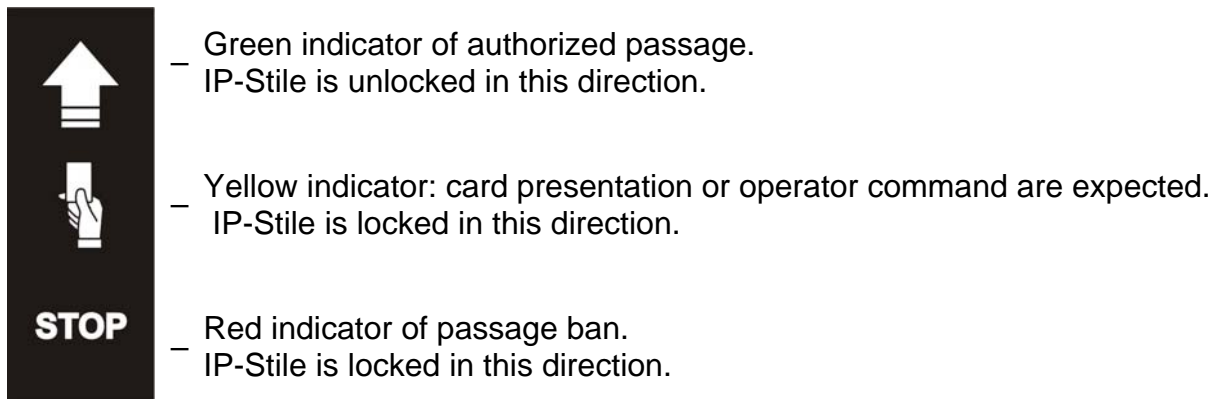 _ Green indicator of authorized passage.
IP-Stile is unlocked in this direction.
_ Yellow indicator: card presentation or operator command are expected.
IP-Stile is locked in this direction.
STOP
_ Red indicator of passage ban.
IP-Stile is locked in this direction.